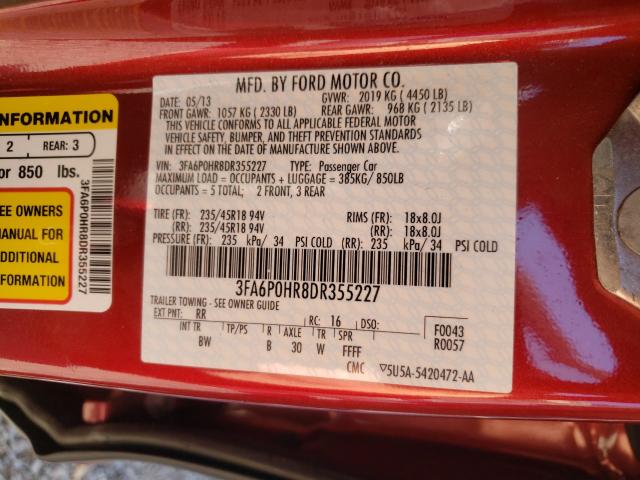 MFD. BY FORD MOTOR CO.
05/13 GVWR: 2019 KG ( 4450 LB)
FRONT GAWR: 1057 KG ( 2330 LB) REAR GAWR: 968 KG ( 2135 LB)
THIS VEHICLE CONFORMS TO ALL APPLICABLE FEDERAL MOTOR
VEHICLE SAFETY, BUMPER, AND THEFT PREVENTION STANDARDS
IN EFFECT ON THE DATE OF MANUFACTURE SHOWN ABOVE.
VIN: 3FA6P0HR8DR355227 TYPE: Passenger Car
MAXIMUM LOAD = OCCUPANTS + LUGGAGE = 385KG/850LB
OCCUPANTS = 5 TOTAL; 2 FRONT, 3 REAR
TIRE (FR): 235/45R18 94V RIMS (FR): 18x8.0J
(RR): 235/45R18 94V (RR): 18x8.0J
PRESSURE (FR): 235 kPa/ 34 PSI COLD (RR): 235 kPa/ 34 PSI COLD
3FA6P0HR8DR355227
TRAILER TOWING - SEE OWNER GUIDE
EXT PNT: RR RC: 16 DSO: F0043
INT TR TP/PS R AXLE TR SPR R0057
BW B 30 W FFFF
CMC ▽5U5A-5420472-AA
INFORMATION
2 REAR: 3
or 850 lbs.
SEE OWNERS
MANUAL FOR
ADDITIONAL
INFORMATION
3FA6P0HR8DR355227